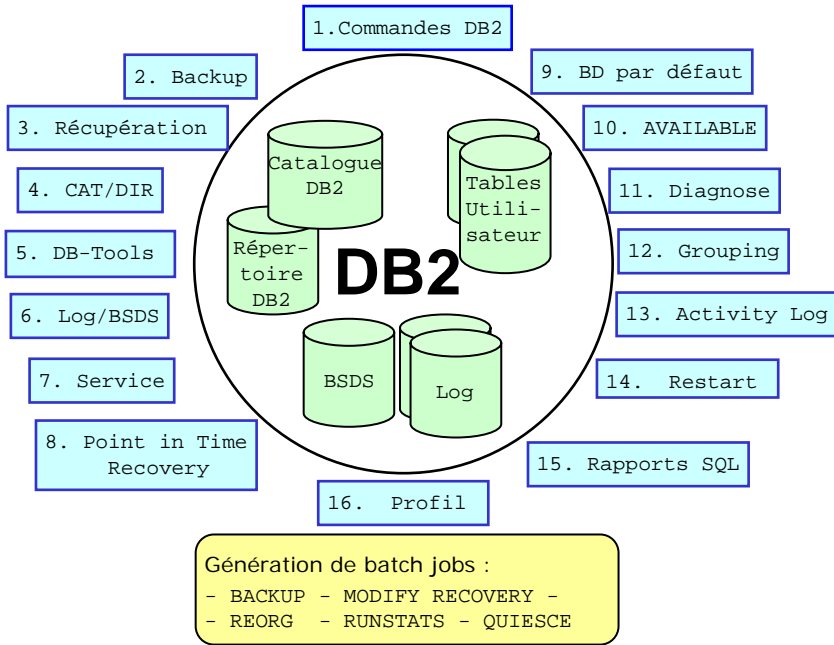 1.Commandes DB2
2. Backup
3. Récupération
4. CAT/DIR
5. DB-Tools
6. Log/BSDS
7. Service
8. Point in Time
Recovery
9. BD par défaut
10. AVAILABLE
11. Diagnose
12. Grouping
13. Activity Log
14. Restart
15. Rapports SQL
16. Profil
Catalogue
DB2
Tables
Utili-
sateur
Réper-
toire
DB2
DB2
BSDS
Log
Génération de batch jobs :
- BACKUP - MODIFY RECOVERY -
- REORG - RUNSTATS - QUIESCE